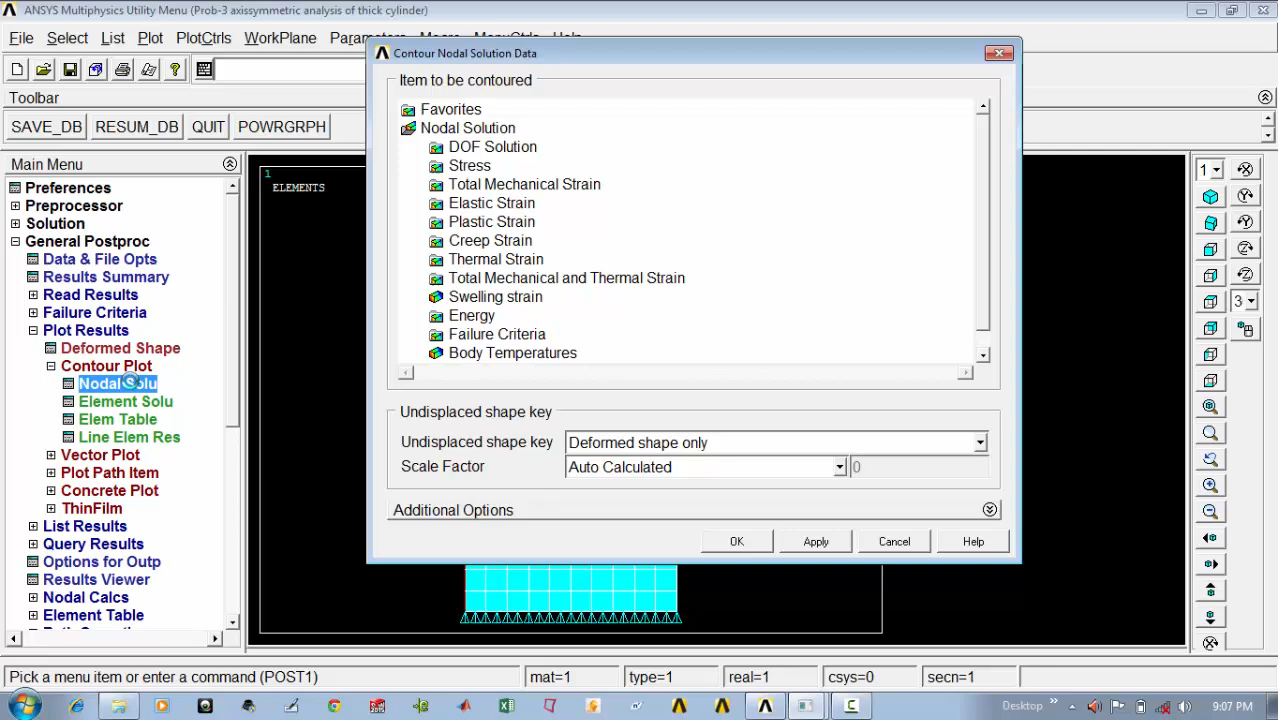 ANSYS Multiphysics Utility Menu (Prob-3 axissymmetric analysis of thick cylinder)
File Select List Plot PlotCtrls WorkPlane Parameters Macro MenuCtrls Help
Contour Nodal Solution Data
Toolbar
SAVE_DB RESUM_DB QUIT POWRGRPH
Main Menu
Preferences
Preprocessor
Solution
General Postproc
Data & File Opts
Results Summary
Read Results
Failure Criteria
Plot Results
Deformed Shape
Contour Plot
Nodal Solu
Element Solu
Elem Table
Line Elem Res
Vector Plot
Plot Path Item
Concrete Plot
ThinFilm
List Results
Query Results
Options for Outp
Results Viewer
Nodal Calcs
Element Table
1
ELEMENTS
Item to be contoured
Favorites
Nodal Solution
DOF Solution
Stress
Total Mechanical Strain
Elastic Strain
Plastic Strain
Creep Strain
Thermal Strain
Total Mechanical and Thermal Strain
Swelling strain
Energy
Failure Criteria
Body Temperatures
Undisplaced shape key
Undisplaced shape key Deformed shape only
Scale Factor Auto Calculated 0
Additional Options
OK Apply Cancel Help
1
3
Pick a menu item or enter a command (POST1) mat=1 type=1 real=1 csys=0 secn=1
Desktop 9:07 PM